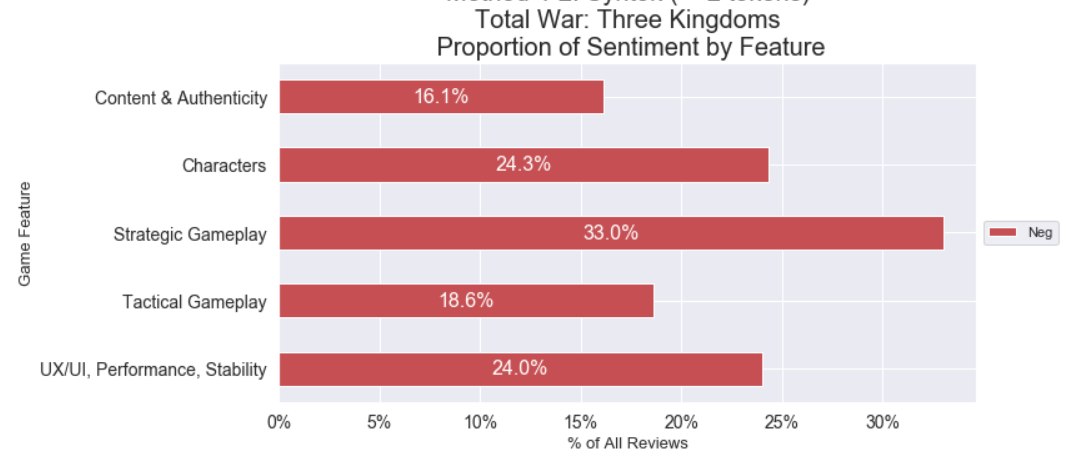 Total War: Three Kingdoms
Proportion of Sentiment by Feature
Content & Authenticity
16.1%
Characters
24.3%
Strategic Gameplay
33.0%
Tactical Gameplay
18.6%
UX/UI, Performance, Stability
24.0%
Game Feature
Neg
0% 5% 10% 15% 20% 25% 30%
% of All Reviews